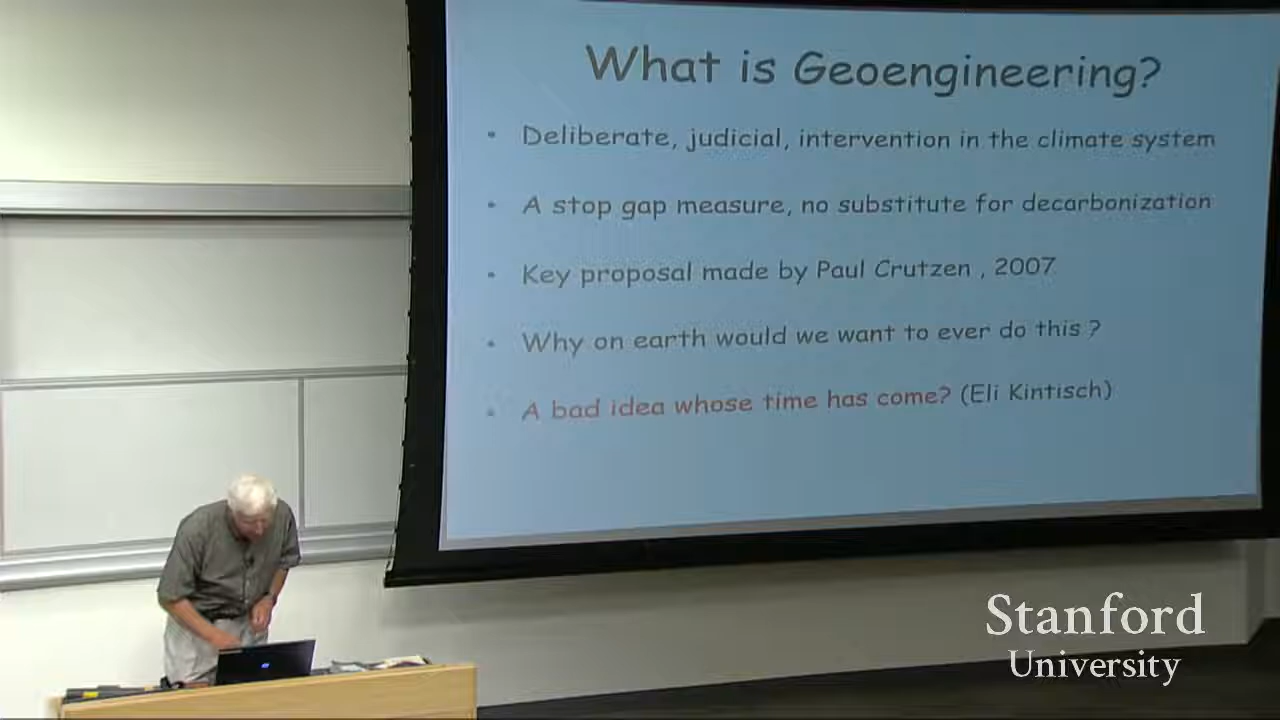 What is Geoengineering?
• Deliberate, judicial, intervention in the climate system
• A stop gap measure, no substitute for decarbonization
• Key proposal made by Paul Crutzen , 2007
• Why on earth would we want to ever do this ?
• A bad idea whose time has come? (Eli Kintisch)
Stanford
University